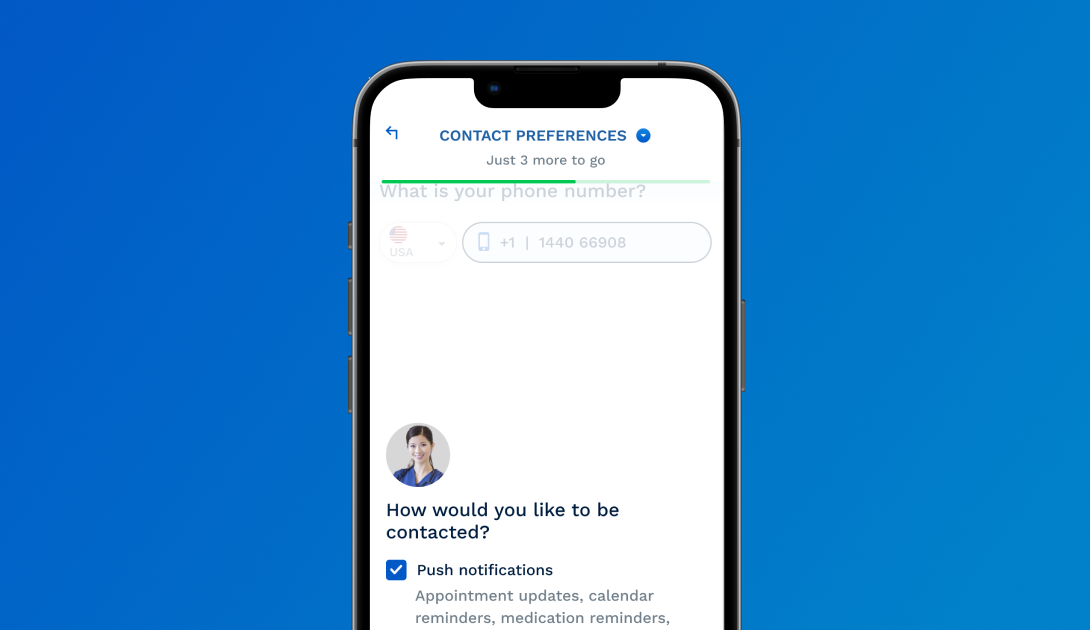 CONTACT PREFERENCES
Just 3 more to go
What is your phone number?
USA
+1 | 1440 66908
How would you like to be
contacted?
Push notifications
Appointment updates, calendar
reminders, medication reminders,